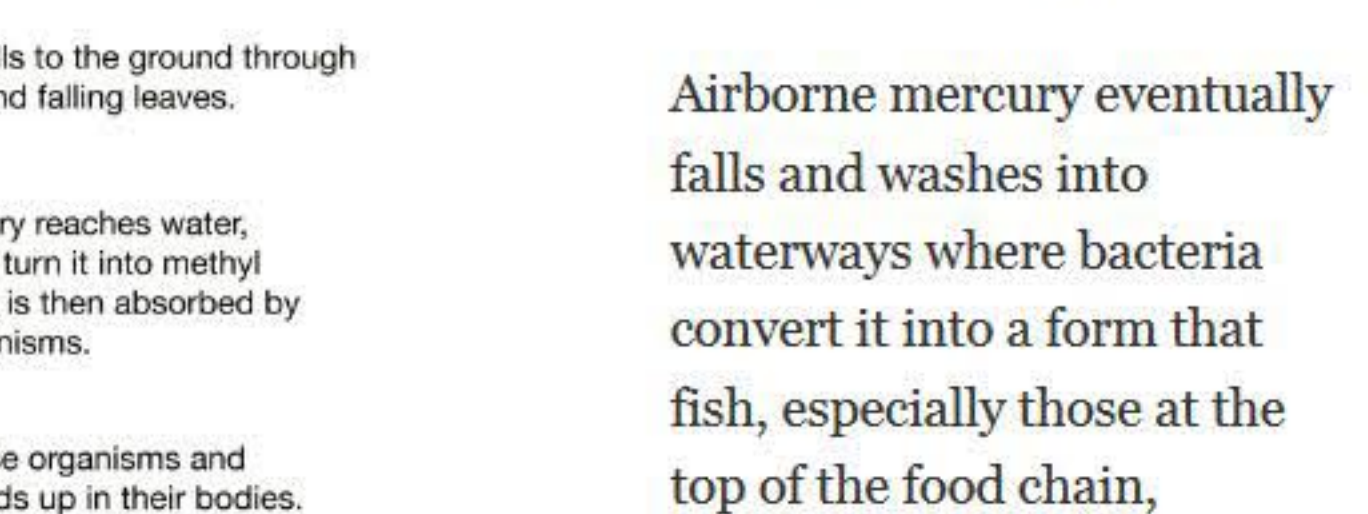 lls to the ground through
nd falling leaves.
ry reaches water,
turn it into methyl
is then absorbed by
nisms.
e organisms and
ds up in their bodies.
Airborne mercury eventually
falls and washes into
waterways where bacteria
convert it into a form that
fish, especially those at the
top of the food chain,